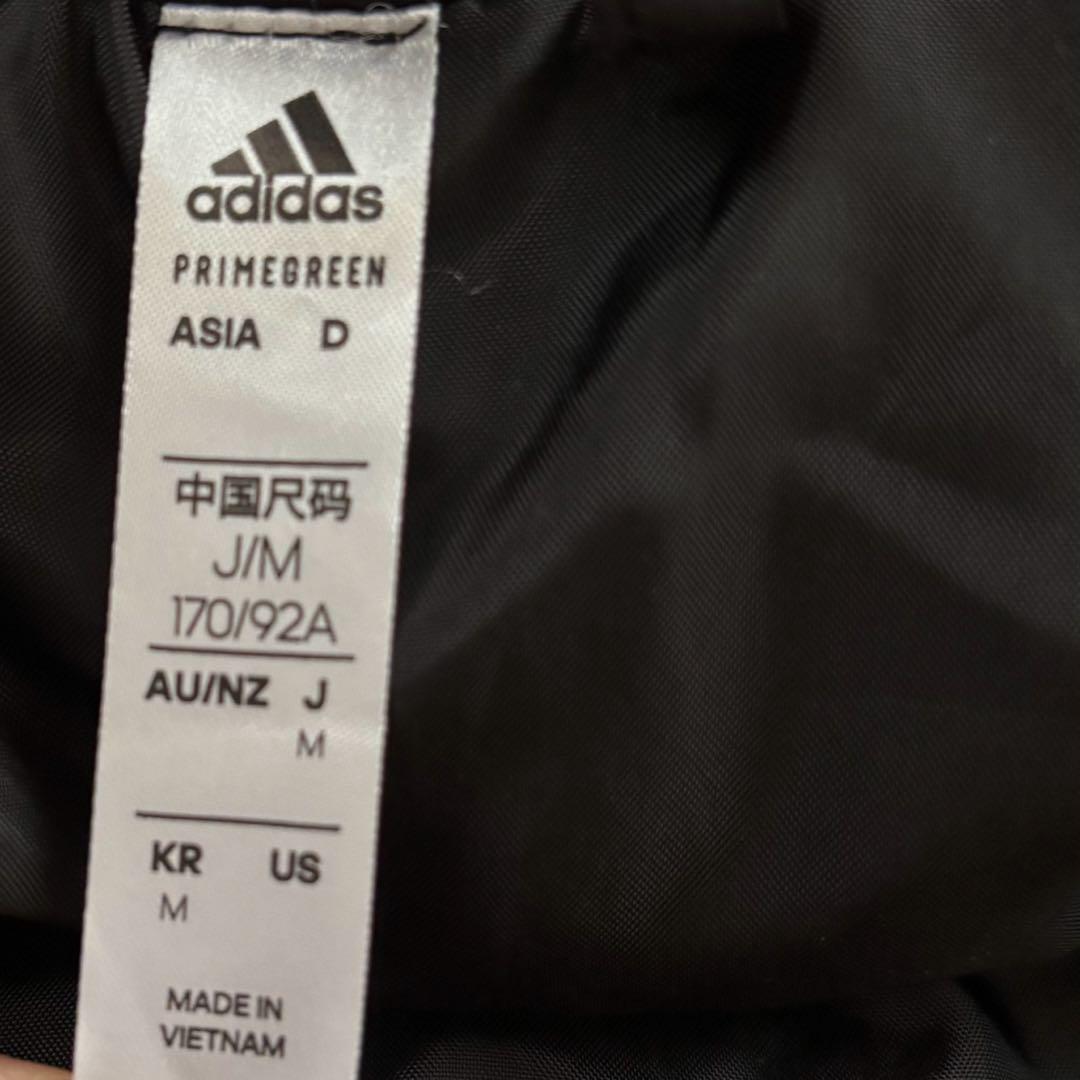 adidas
PRIMEGREEN
ASIA D
中国尺码
J/M
170/92A
AU/NZ J
M
KR US
M
MADE IN
VIETNAM